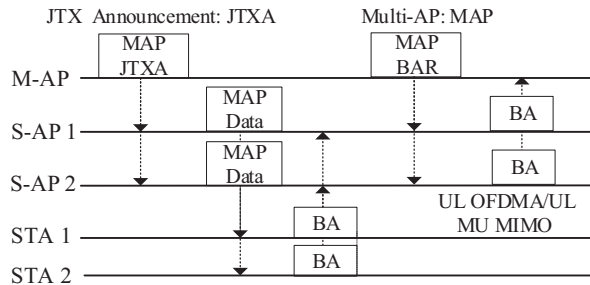 JTX Announcement: JTXA
Multi-AP: MAP
MAP
JTXA
MAP
BAR
M-AP
MAP
Data
BA
S-AP 1
MAP
Data
BA
S-AP 2
UL OFDMA/UL
MU MIMO
BA
STA 1
BA
STA 2